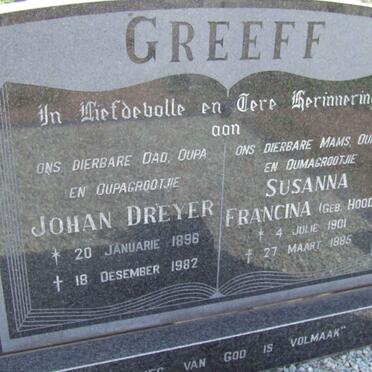 GREEFF
In Liefdevolle en Tere Herinnering
aan
ONS DIERBARE DAD, OUPA
EN OUPAGROOTJIE
JOHAN DREYER
* 20 JANUARIE 1896
† 18 DESEMBER 1982
ONS DIERBARE MAMS, OU
EN OUMAGROOTJIE
SUSANNA
FRANCINA (GEB. HOOD
* 4 JULIE 1901
† 27 MAART 1985
VAN GOD IS VOLMAAK"